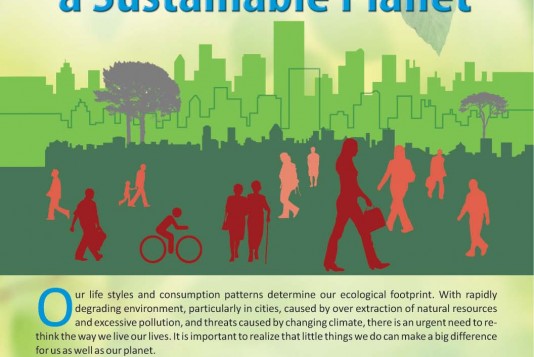 a Sustainable Planet
Our life styles and consumption patterns determine our ecological footprint. With rapidly
degrading environment, particularly in cities, caused by over extraction of natural resources
and excessive pollution, and threats caused by changing climate, there is an urgent need to re-
think the way we live our lives. It is important to realize that little things we do can make a big difference
for us as well as our planet.